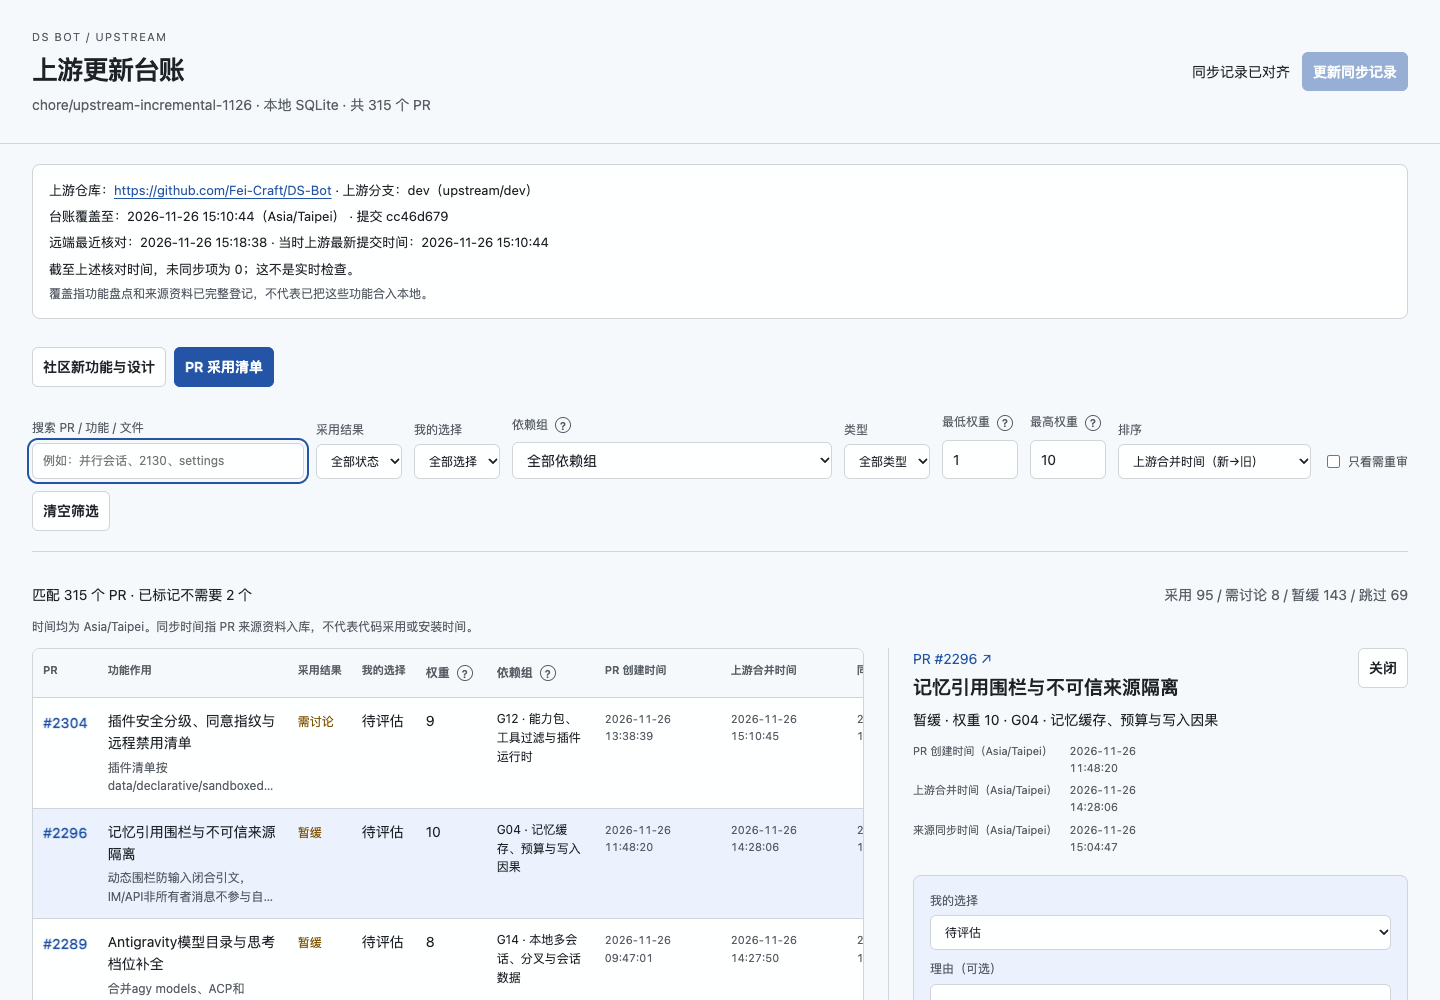 DS BOT / UPSTREAM
上游更新台账
chore/upstream-incremental-1126 · 本地 SQLite · 共 315 个 PR
同步记录已对齐
更新同步记录
上游仓库：https://github.com/Fei-Craft/DS-Bot · 上游分支：dev（upstream/dev）
台账覆盖至：2026-11-26 15:10:44（Asia/Taipei） · 提交 cc46d679
远端最近核对：2026-11-26 15:18:38 · 当时上游最新提交时间：2026-11-26 15:10:44
截至上述核对时间，未同步项为 0；这不是实时检查。
覆盖指功能盘点和来源资料已完整登记，不代表已把这些功能合入本地。
社区新功能与设计
PR 采用清单
搜索 PR / 功能 / 文件
例如：并行会话、2130、settings
采用结果
全部状态
我的选择
全部选择
依赖组 ?
全部依赖组
类型
全部类型
最低权重 ?
1
最高权重 ?
10
排序
上游合并时间（新→旧）
只看需重审
清空筛选
匹配 315 个 PR · 已标记不需要 2 个
采用 95 / 需讨论 8 / 暂缓 143 / 跳过 69
时间均为 Asia/Taipei。同步时间指 PR 来源资料入库，不代表代码采用或安装时间。
PR 功能作用 采用结果 我的选择 权重 ? 依赖组 ? PR 创建时间 上游合并时间
#2304
插件安全分级、同意指纹与
远程禁用清单
插件清单按
data/declarative/sandboxed...
需讨论
待评估
9
G12 · 能力包、
工具过滤与插件
运行时
2026-11-26
13:38:39
2026-11-26
15:10:45
2
1
#2296
记忆引用围栏与不可信来源
隔离
动态围栏防输入闭合引文，
IM/API非所有者消息不参与自...
暂缓
待评估
10
G04 · 记忆缓
存、预算与写入
因果
2026-11-26
11:48:20
2026-11-26
14:28:06
2
1
#2289
Antigravity模型目录与思考
档位补全
合并agy models、ACP和
暂缓
待评估
8
G14 · 本地多会
话、分叉与会话
数据
2026-11-26
09:47:01
2026-11-26
14:27:50
2
1
PR #2296 ↗
记忆引用围栏与不可信来源隔离
关闭
暂缓 · 权重 10 · G04 · 记忆缓存、预算与写入因果
PR 创建时间（Asia/Taipei）
2026-11-26
11:48:20
上游合并时间（Asia/Taipei）
2026-11-26
14:28:06
来源同步时间（Asia/Taipei）
2026-11-26
15:04:47
我的选择
待评估
理由（可选）